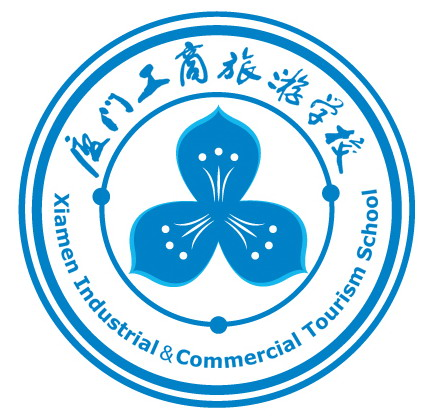 厦门工商旅游学校
Xiamen Industrial & Commercial Tourism School